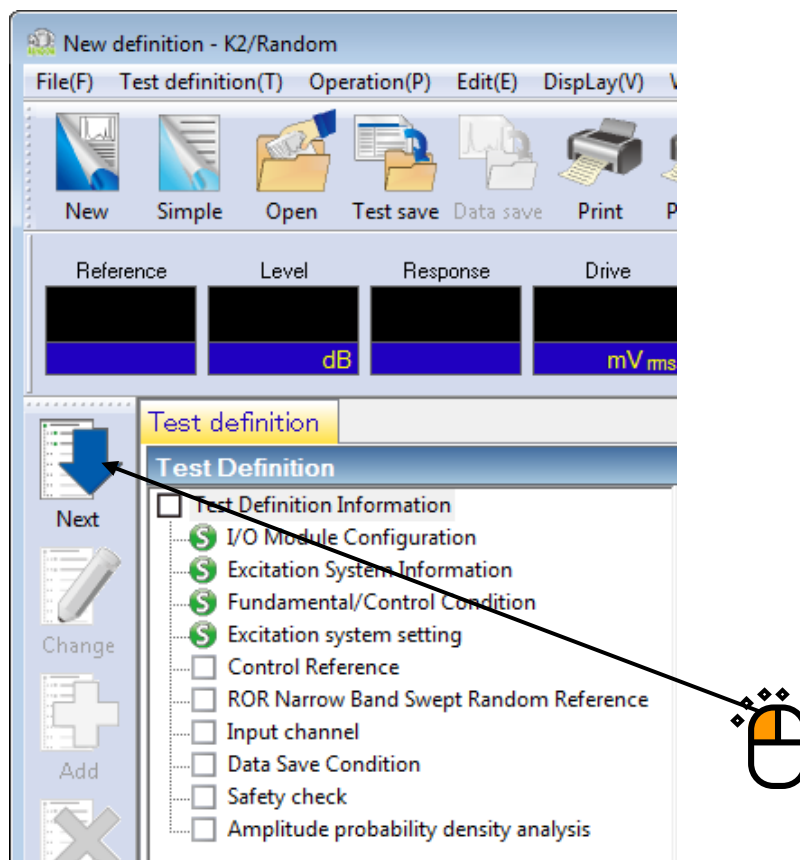 New definition - K2/Random
File(F) Test definition(T) Operation(P) Edit(E) DispLay(V)
New Simple Open Test save Data save Print
Reference Level Response Drive
dB mV rms
Test definition
Test Definition
Next
Test Definition Information
I/O Module Configuration
Excitation System Information
Fundamental/Control Condition
Excitation system setting
Change
Control Reference
ROR Narrow Band Swept Random Reference
Input channel
Add
Data Save Condition
Safety check
Amplitude probability density analysis